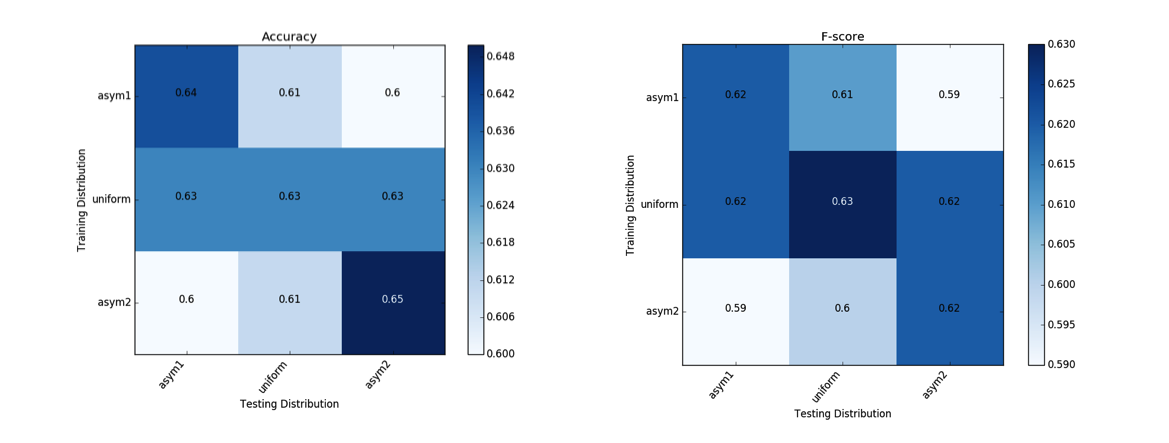 Accuracy
Training Distribution
asym1
uniform
asym2
0.64 0.61 0.6
0.63 0.63 0.63
0.6 0.61 0.65
asym1 uniform asym2
Testing Distribution
0.648
0.642
0.636
0.630
0.624
0.618
0.612
0.606
0.600
F-score
Training Distribution
asym1
uniform
asym2
0.62 0.61 0.59
0.62 0.63 0.62
0.59 0.6 0.62
asym1 uniform asym2
Testing Distribution
0.630
0.625
0.620
0.615
0.610
0.605
0.600
0.595
0.590